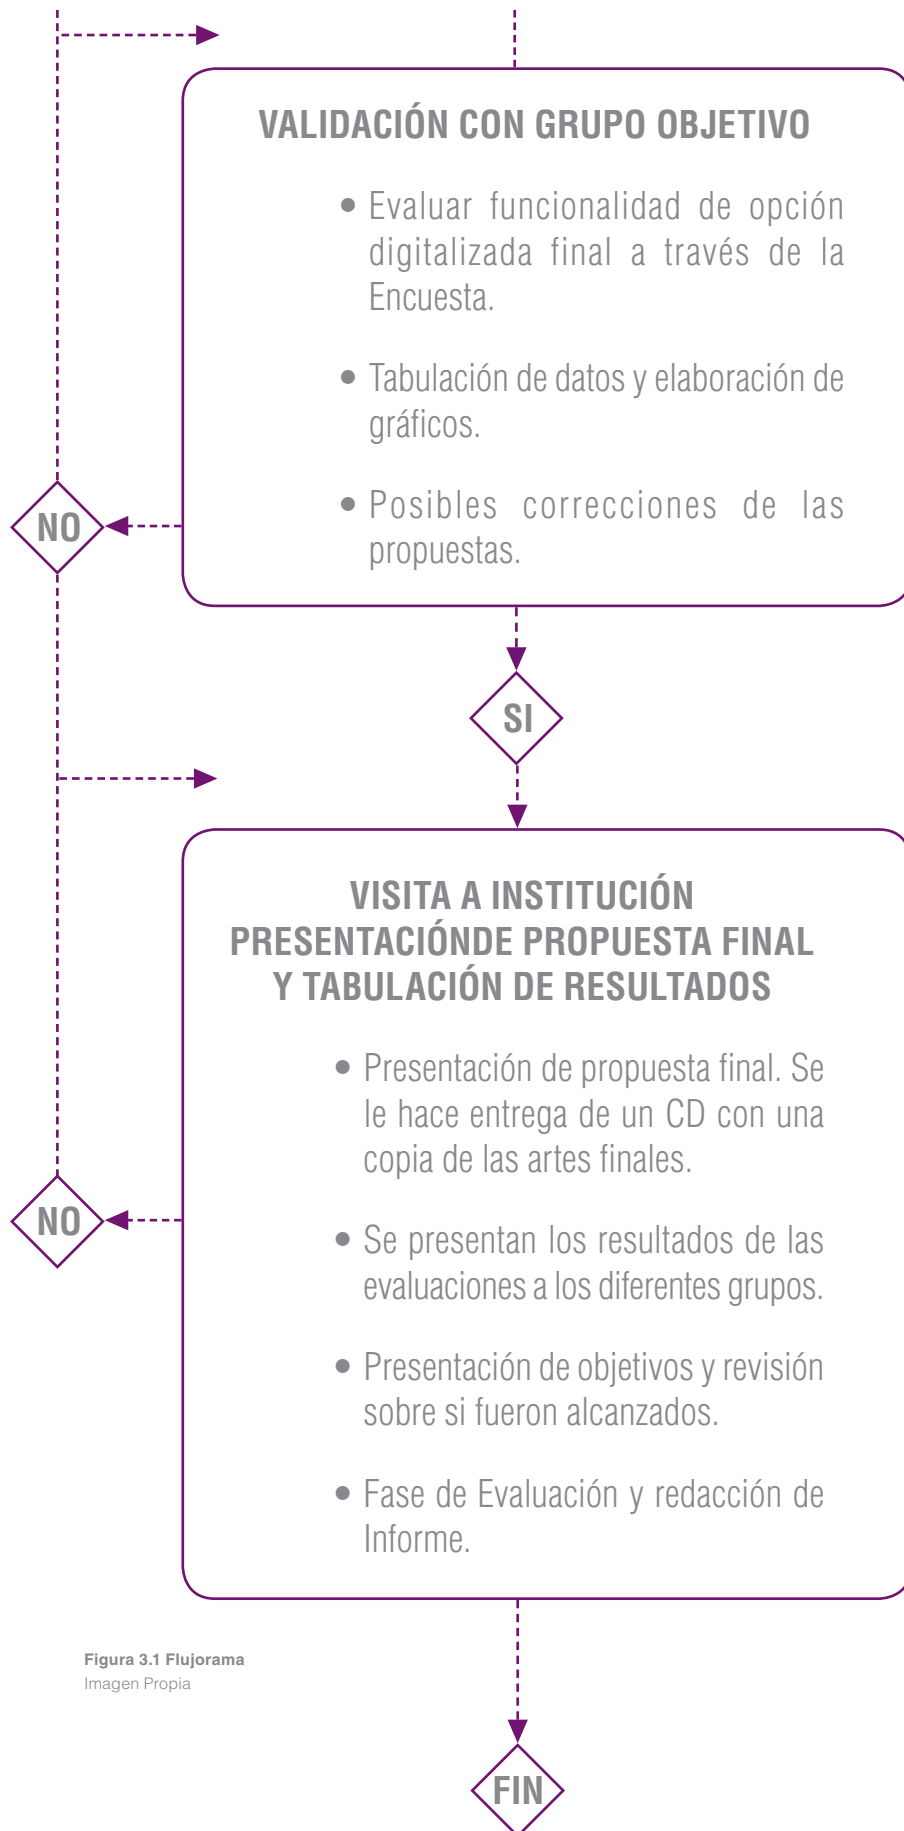 VALIDACIÓN CON GRUPO OBJETIVO
• Evaluar funcionalidad de opción
digitalizada final a través de la
Encuesta.
• Tabulación de datos y elaboración de
gráficos.
• Posibles correcciones de las
propuestas.
NO
SI
VISITA A INSTITUCIÓN
PRESENTACIÓNDE PROPUESTA FINAL
Y TABULACIÓN DE RESULTADOS
• Presentación de propuesta final. Se
le hace entrega de un CD con una
copia de las artes finales.
NO
• Se presentan los resultados de las
evaluaciones a los diferentes grupos.
• Presentación de objetivos y revisión
sobre si fueron alcanzados.
• Fase de Evaluación y redacción de
Informe.
Figura 3.1 Flujorama
Imagen Propia
FIN